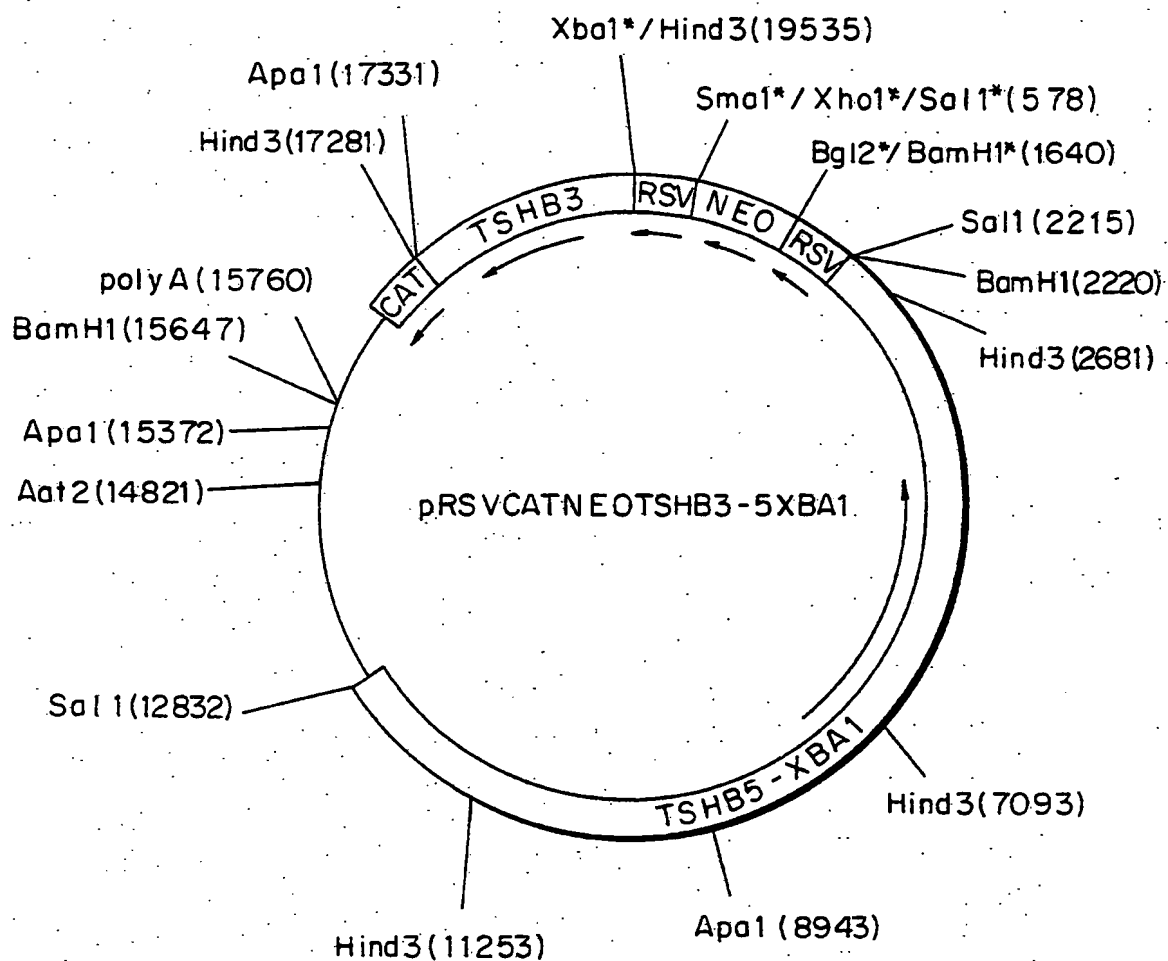 Xba1*/Hind3(19535)
Apa1(17331)
Sma1*/Xho1*/Sal1*(578)
Hind3(17281)
Bgl2*/BamH1*(1640)
TSHB3
RSV
NEO
RSV
Sal1(2215)
CAT
polyA(15760)
BamH1(2220)
BamH1(15647)
Hind3(2681)
Apa1(15372)
Aat2(14821)
pRSVCATNEOTSHB3-5XBA1
Sal1(12832)
TSHB5-XBA1
Hind3(7093)
Apa1(8943)
Hind3(11253)